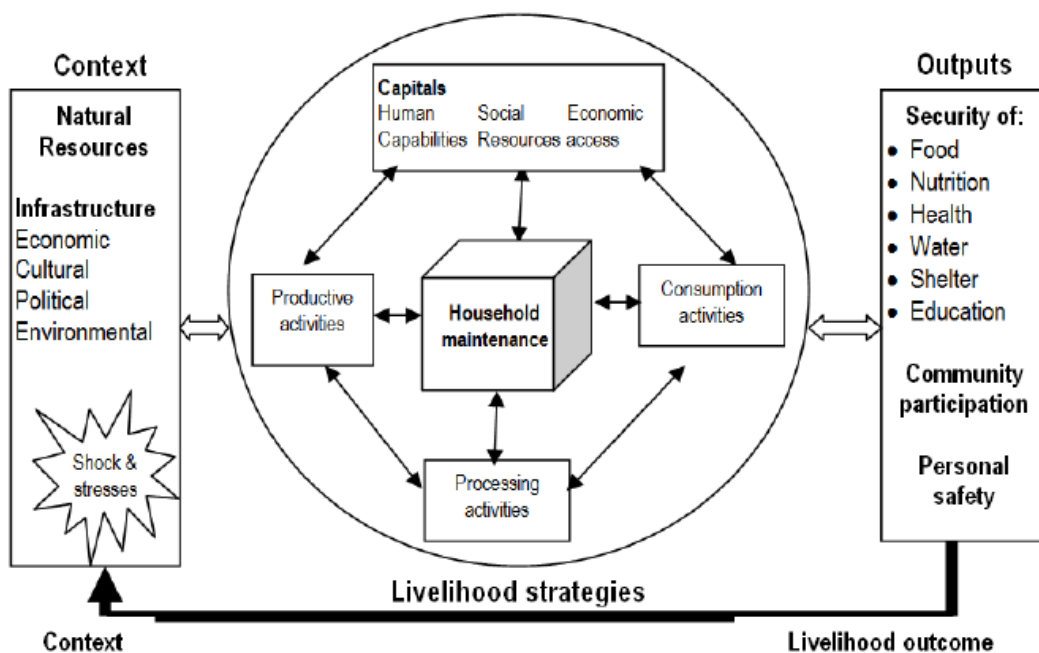 Context
Natural
Resources
Infrastructure
Economic
Cultural
Political
Environmental
Shock &
stresses
Capitals
Human Social Economic
Capabilities Resources access
Productive
activities
Household
maintenance
Consumption
activities
Processing
activities
Livelihood strategies
Outputs
Security of:
• Food
• Nutrition
• Health
• Water
• Shelter
• Education
Community
participation
Personal
safety
Context
Livelihood outcome